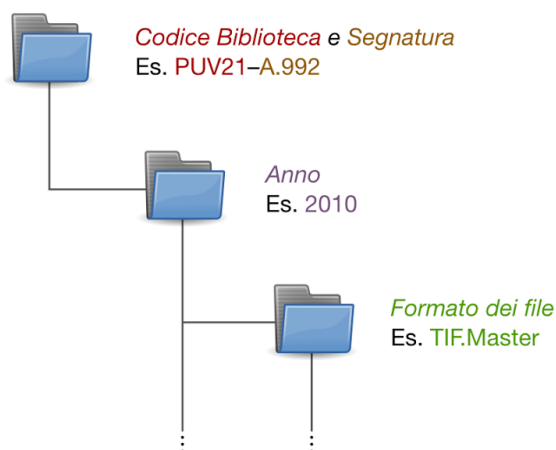 Codice Biblioteca e Segnatura
Es. PUV21–A.992
Anno
Es. 2010
Formato dei file
Es. TIF.Master